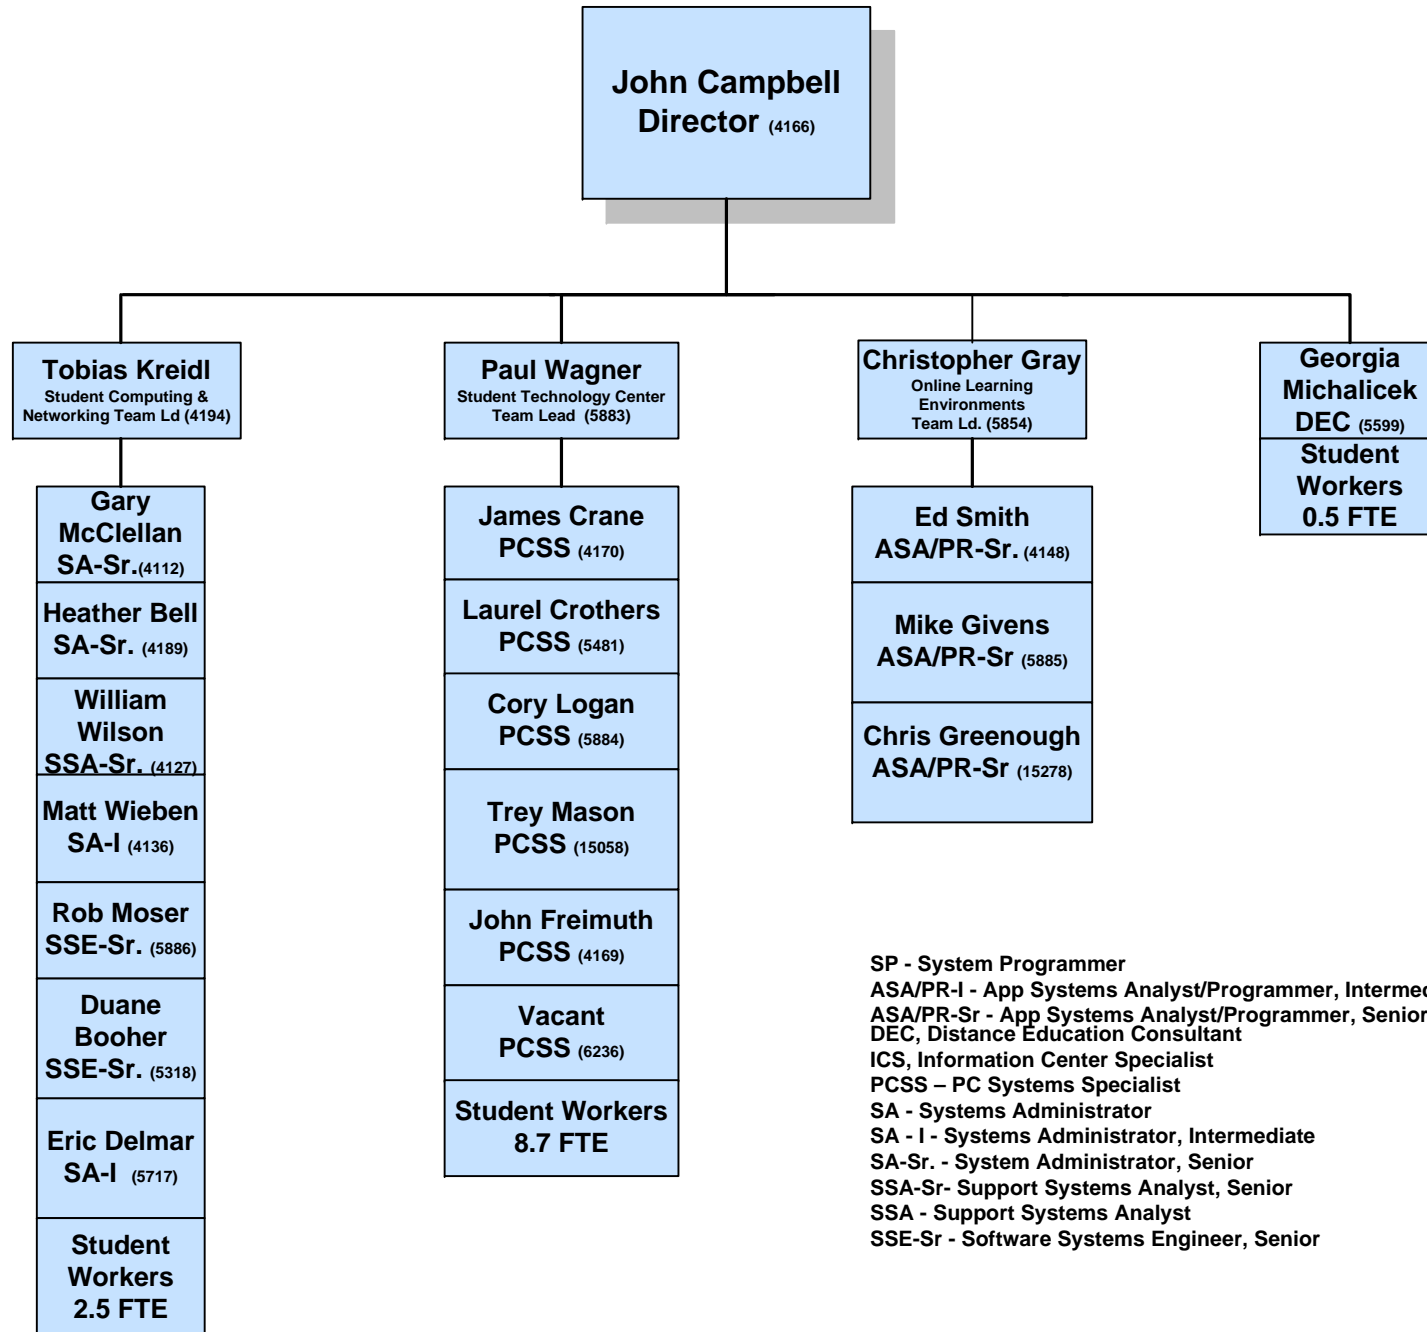 John Campbell
Director (4166)
Tobias Kreidl
Student Computing &
Networking Team Ld (4194)
Paul Wagner
Student Technology Center
Team Lead (5883)
Christopher Gray
Online Learning
Environments
Team Ld. (5854)
Georgia
Michalicek
DEC (5599)
Student
Workers
0.5 FTE
Gary
McClellan
SA-Sr.(4112)
Heather Bell
SA-Sr. (4189)
William
Wilson
SSA-Sr. (4127)
Matt Wieben
SA-I (4136)
Rob Moser
SSE-Sr. (5886)
Duane
Booher
SSE-Sr. (5318)
Eric Delmar
SA-I (5717)
Student
Workers
2.5 FTE
James Crane
PCSS (4170)
Laurel Crothers
PCSS (5481)
Cory Logan
PCSS (5884)
Trey Mason
PCSS (15058)
John Freimuth
PCSS (4169)
Vacant
PCSS (6236)
Student Workers
8.7 FTE
Ed Smith
ASA/PR-Sr. (4148)
Mike Givens
ASA/PR-Sr (5885)
Chris Greenough
ASA/PR-Sr (15278)
SP - System Programmer
ASA/PR-I - App Systems Analyst/Programmer, Intermed
ASA/PR-Sr - App Systems Analyst/Programmer, Senior
DEC, Distance Education Consultant
ICS, Information Center Specialist
PCSS – PC Systems Specialist
SA - Systems Administrator
SA - I - Systems Administrator, Intermediate
SA-Sr. - System Administrator, Senior
SSA-Sr- Support Systems Analyst, Senior
SSA - Support Systems Analyst
SSE-Sr - Software Systems Engineer, Senior